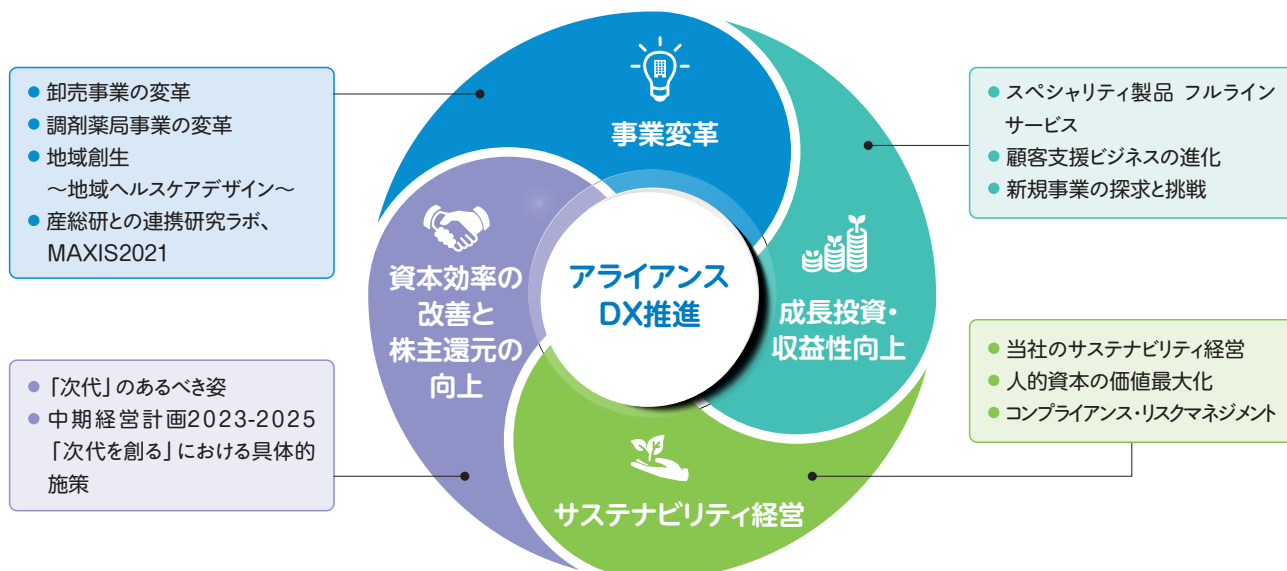 卸売事業の変革
調剤薬局事業の変革
地域創生
～地域ヘルスケアデザイン～
産総研との連携研究ラボ、
MAXIS2021
事業変革
スペシャリティ製品 フルライン
サービス
顧客支援ビジネスの進化
新規事業の探求と挑戦
資本効率の
改善と
株主還元の
向上
アライアンス
DX推進
成長投資・
収益性向上
「次代」のあるべき姿
中期経営計画2023-2025
「次代を創る」における具体的
施策
当社のサステナビリティ経営
人的資本の価値最大化
コンプライアンス・リスクマネジメント
サステナビリティ経営